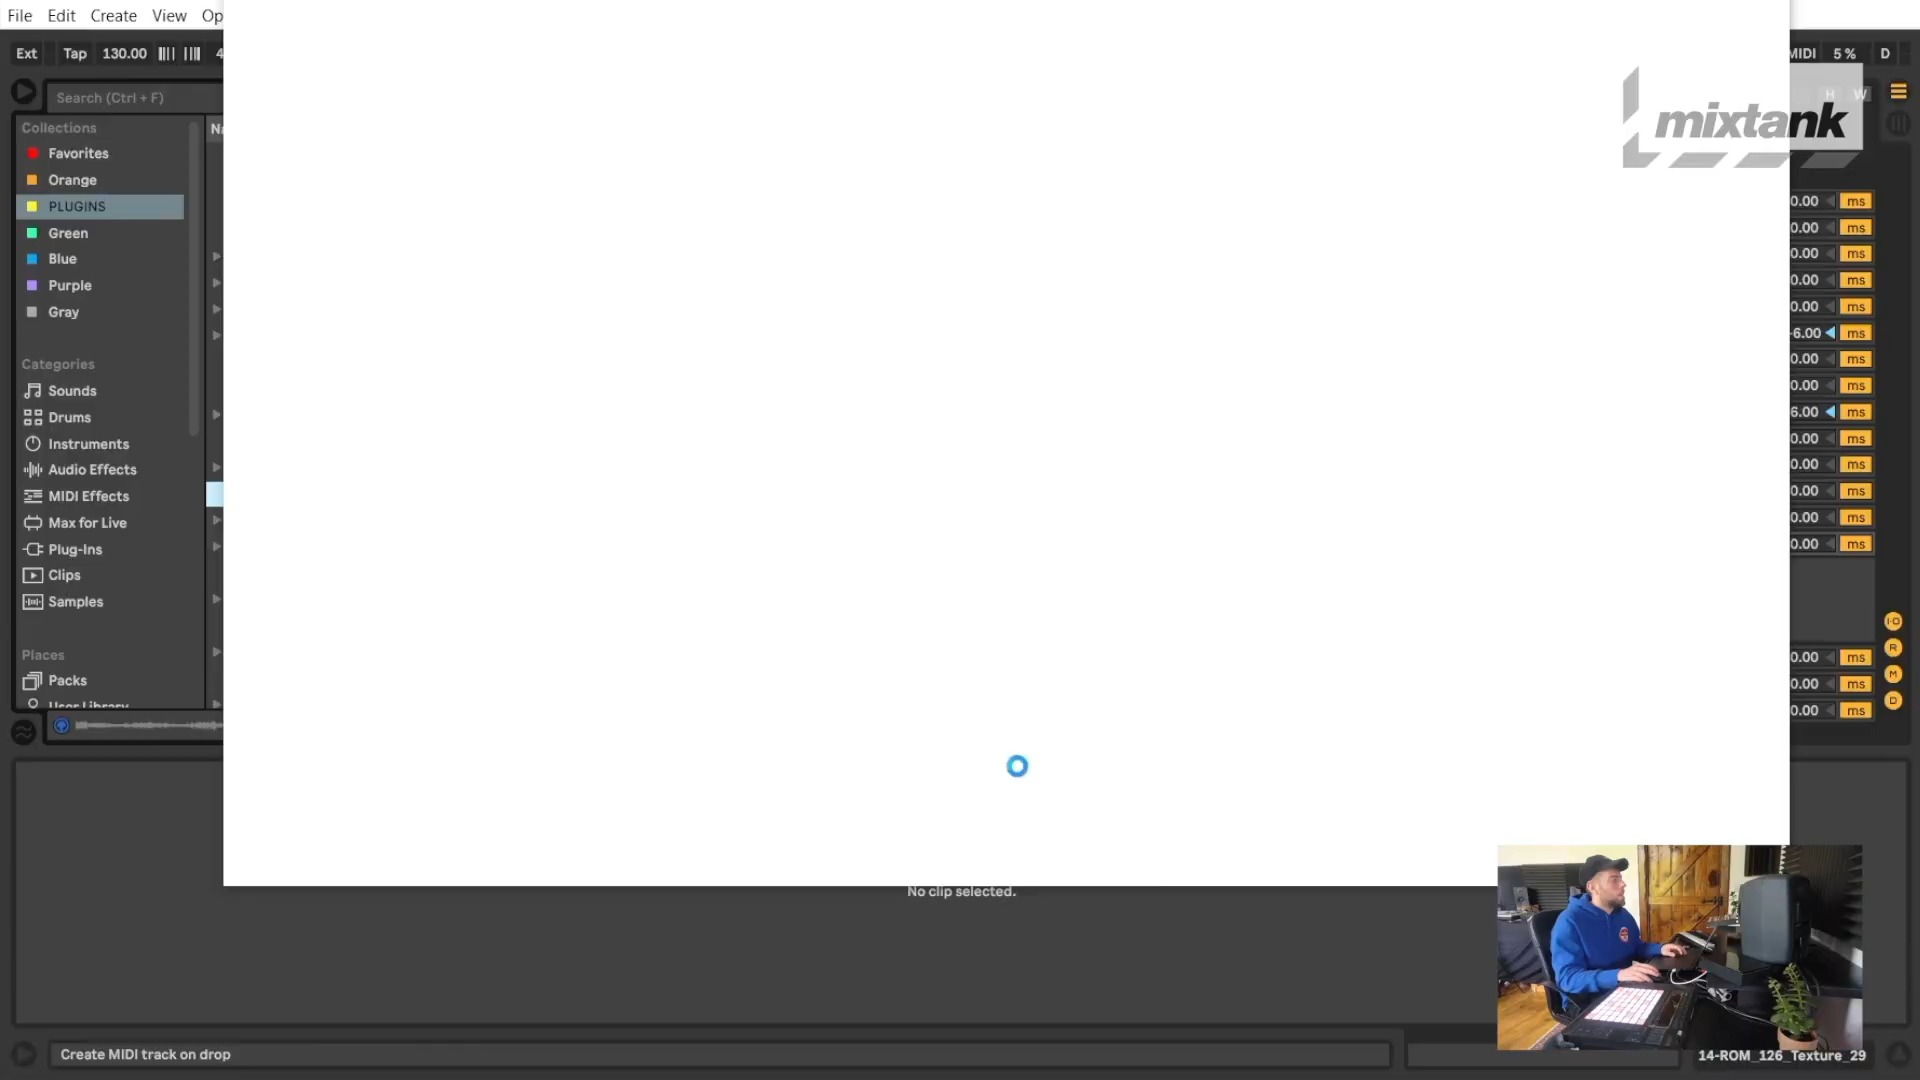 File Edit Create View Op
Ext Tap 130.00 4
MIDI 5 % D
Search (Ctrl + F)
H W
mixtank
Collections
Favorites
Orange
PLUGINS
Green
Blue
Purple
Gray
Categories
Sounds
Drums
Instruments
Audio Effects
MIDI Effects
Max for Live
Plug-Ins
Clips
Samples
Places
Packs
User Library
Na
0.00 ms
0.00 ms
0.00 ms
0.00 ms
0.00 ms
-6.00 ms
0.00 ms
0.00 ms
6.00 ms
0.00 ms
0.00 ms
0.00 ms
0.00 ms
0.00 ms
I·O
R
0.00 ms
M
0.00 ms
D
0.00 ms
No clip selected.
Create MIDI track on drop
14-ROM_126_Texture_29